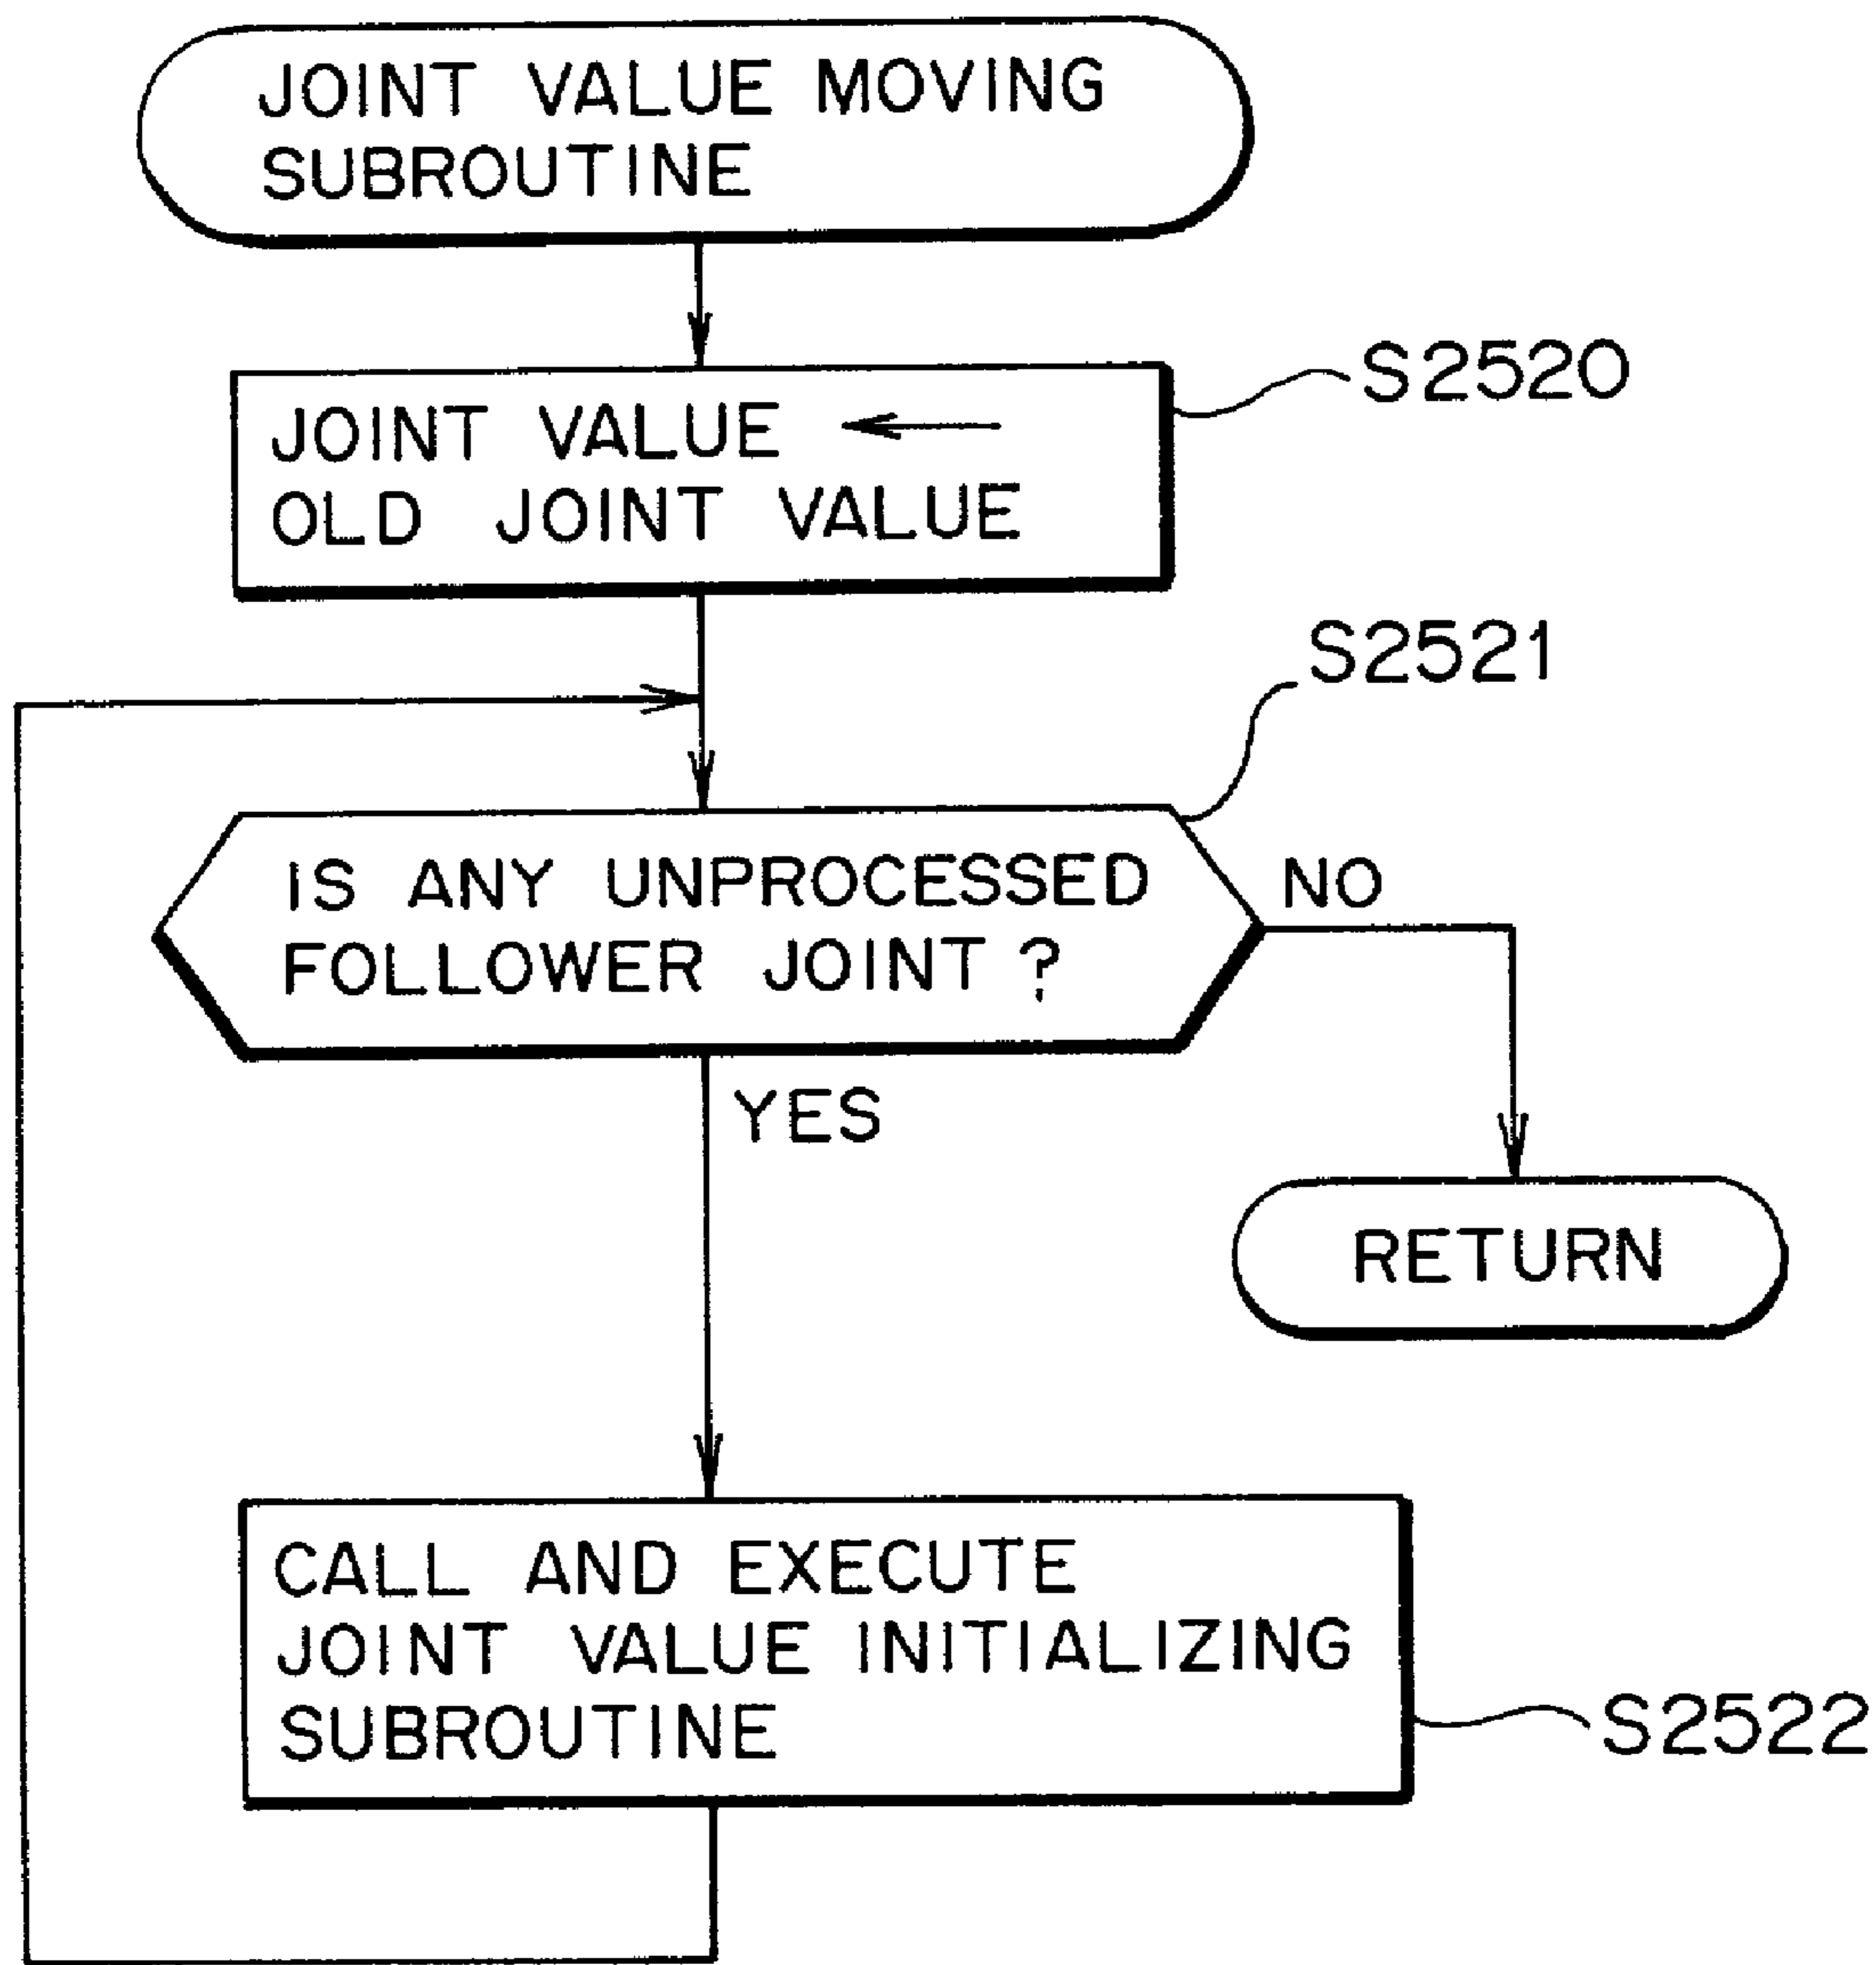 JOINT VALUE MOVING
SUBROUTINE
S2520
JOINT VALUE ←
OLD JOINT VALUE
S2521
IS ANY UNPROCESSED
FOLLOWER JOINT ?
NO
YES
RETURN
CALL AND EXECUTE
JOINT VALUE INITIALIZING
SUBROUTINE
S2522